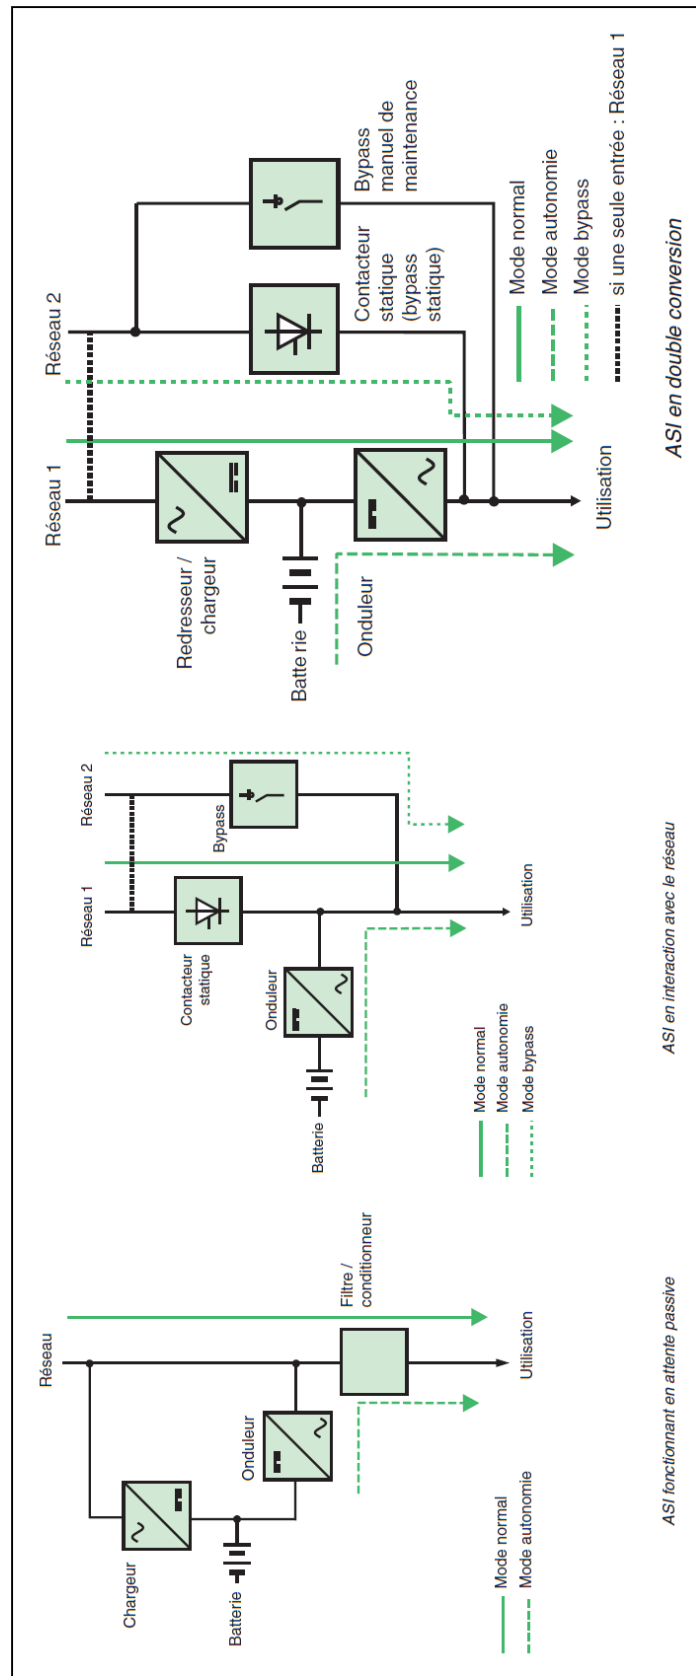 Réseau
Chargeur
Batterie
Onduleur
Filtre /
conditionneur
Utilisation
Mode normal
Mode autonomie
ASI fonctionnant en attente passive
Réseau 1
Réseau 2
Contacteur
statique
Bypass
Onduleur
Batterie
Utilisation
Mode normal
Mode autonomie
Mode bypass
ASI en interaction avec le réseau
Réseau 1
Réseau 2
Redresseur /
chargeur
Batte rie
Onduleur
Contacteur
statique
(bypass
statique)
Bypass
manuel de
maintenance
Utilisation
Mode normal
Mode autonomie
Mode bypass
si une seule entrée : Réseau 1
ASI en double conversion